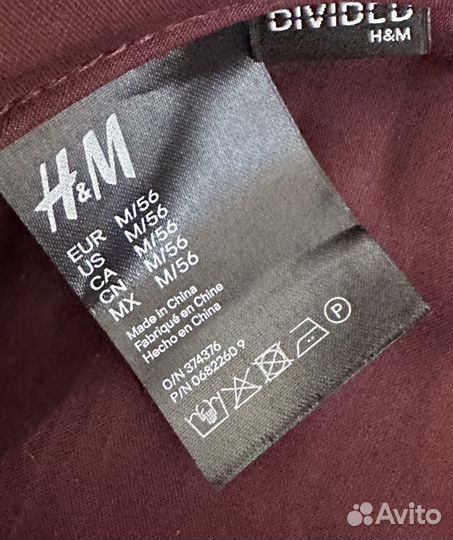 DIVIDED
H&M
H&M
EUR M/56
US M/56
CA M/56
CN M/56
MX M/56
Made in China
Fabriqué en Chine
Hecho en China
O/N 374376
P/N 0682260 9
P
Avito